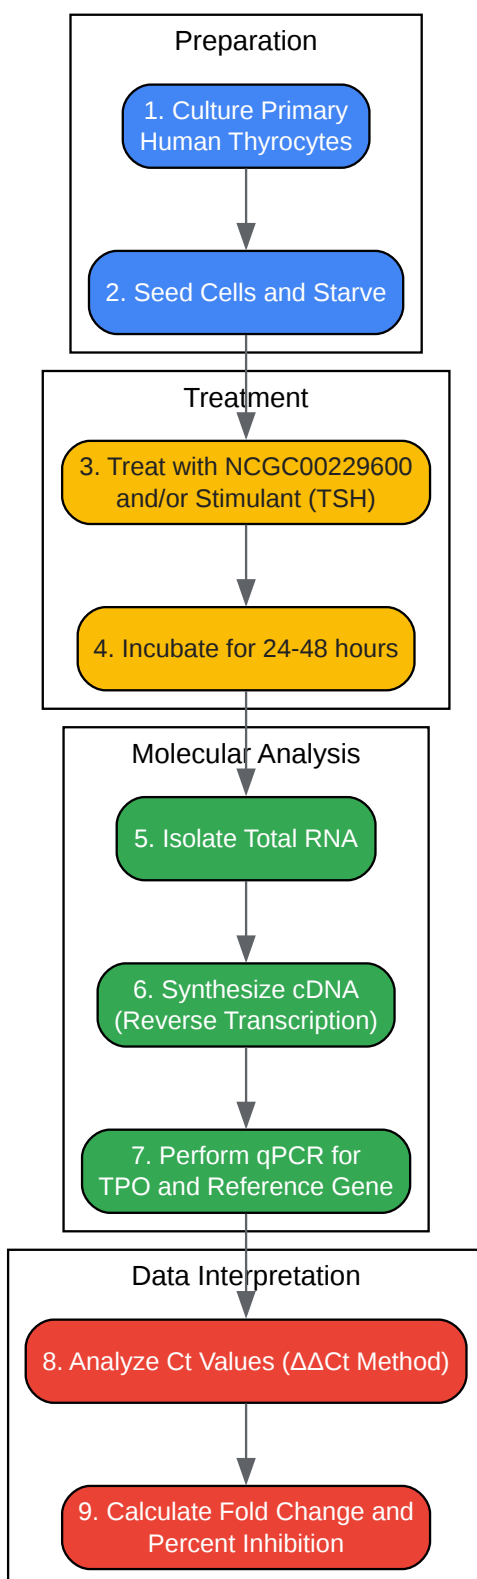 Preparation
1. Culture Primary
Human Thyrocytes
2. Seed Cells and Starve
Treatment
3. Treat with NCGC00229600
and/or Stimulant (TSH)
4. Incubate for 24-48 hours
Molecular Analysis
5. Isolate Total RNA
6. Synthesize cDNA
(Reverse Transcription)
7. Perform qPCR for
TPO and Reference Gene
Data Interpretation
8. Analyze Ct Values (ΔΔCt Method)
9. Calculate Fold Change and
Percent Inhibition